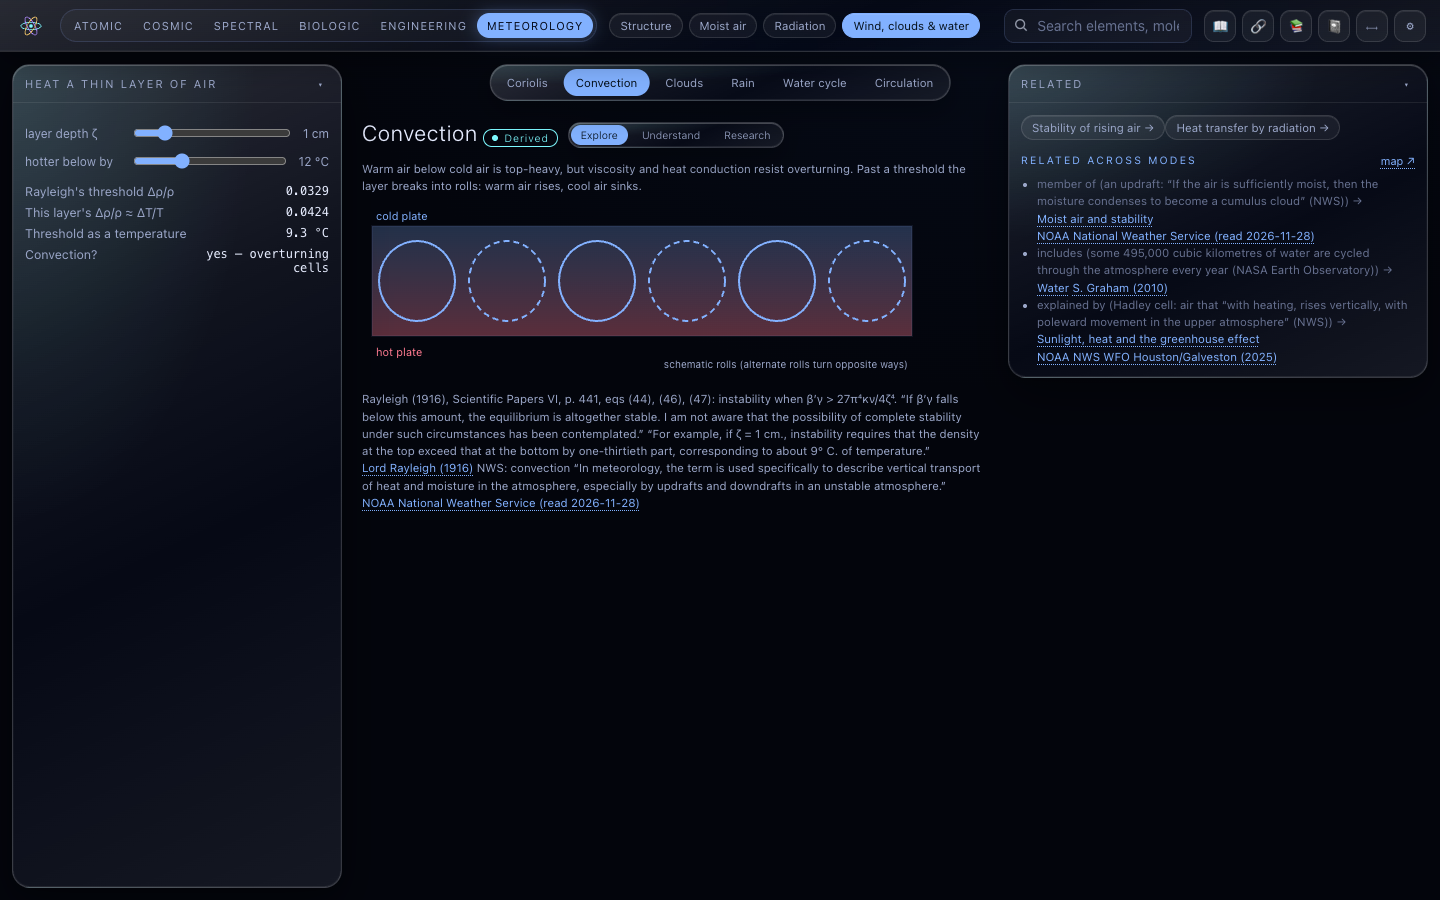 ATOMIC COSMIC SPECTRAL BIOLOGIC ENGINEERING METEOROLOGY Structure Moist air Radiation Wind, clouds & water Search elements, mole
HEAT A THIN LAYER OF AIR
layer depth ζ 1 cm
hotter below by 12 °C
Rayleigh's threshold Δρ/ρ 0.0329
This layer's Δρ/ρ ≈ ΔT/T 0.0424
Threshold as a temperature 9.3 °C
Convection? yes — overturning
cells
Coriolis Convection Clouds Rain Water cycle Circulation
Convection Derived Explore Understand Research
Warm air below cold air is top-heavy, but viscosity and heat conduction resist overturning. Past a threshold the
layer breaks into rolls: warm air rises, cool air sinks.
cold plate
hot plate
schematic rolls (alternate rolls turn opposite ways)
Rayleigh (1916), Scientific Papers VI, p. 441, eqs (44), (46), (47): instability when β′γ > 27π⁴κν/4ζ⁴. “If β′γ falls
below this amount, the equilibrium is altogether stable. I am not aware that the possibility of complete stability
under such circumstances has been contemplated.” “For example, if ζ = 1 cm., instability requires that the density
at the top exceed that at the bottom by one-thirtieth part, corresponding to about 9° C. of temperature.”
Lord Rayleigh (1916) NWS: convection “In meteorology, the term is used specifically to describe vertical transport
of heat and moisture in the atmosphere, especially by updrafts and downdrafts in an unstable atmosphere.”
NOAA National Weather Service (read 2026-11-28)
RELATED
Stability of rising air → Heat transfer by radiation →
RELATED ACROSS MODES map ↗
• member of (an updraft: “If the air is sufficiently moist, then the
moisture condenses to become a cumulus cloud” (NWS)) →
Moist air and stability
NOAA National Weather Service (read 2026-11-28)
• includes (some 495,000 cubic kilometres of water are cycled
through the atmosphere every year (NASA Earth Observatory)) →
Water S. Graham (2010)
• explained by (Hadley cell: air that “with heating, rises vertically, with
poleward movement in the upper atmosphere” (NWS)) →
Sunlight, heat and the greenhouse effect
NOAA NWS WFO Houston/Galveston (2025)